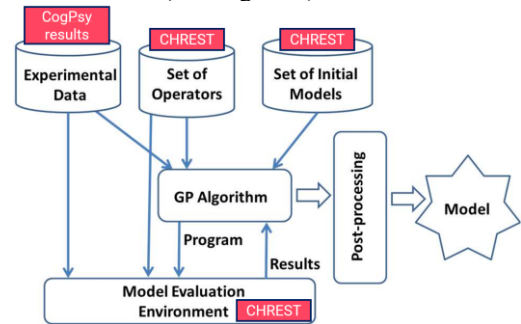 CogPsy
results
CHREST
CHREST
Experimental
Data
Set of
Operators
Set of Initial
Models
GP Algorithm
Post-processing
Model
Program
Results
Model Evaluation
Environment
CHREST